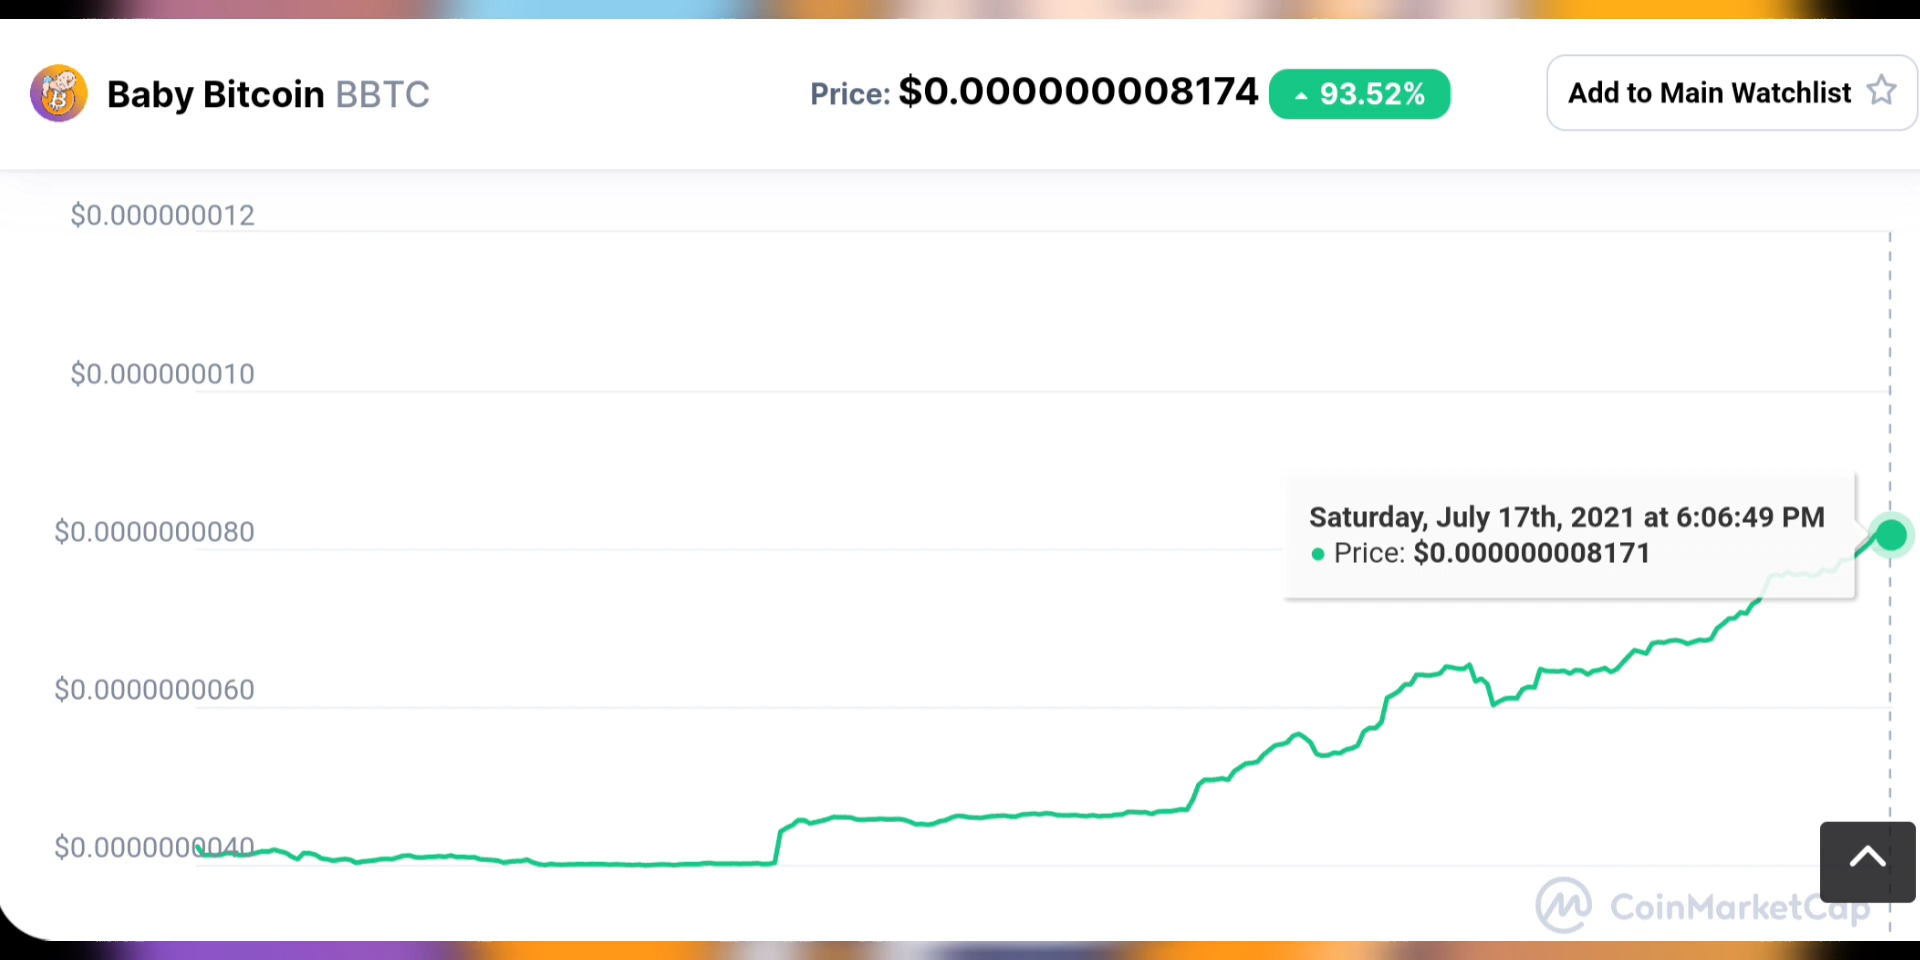 Baby Bitcoin BBTC
Price: $0.000000008174 93.52%
Add to Main Watchlist
$0.000000012
$0.000000010
$0.0000000080
Saturday, July 17th, 2021 at 6:06:49 PM
Price: $0.000000008171
$0.0000000060
$0.0000000040
CoinMarketCap